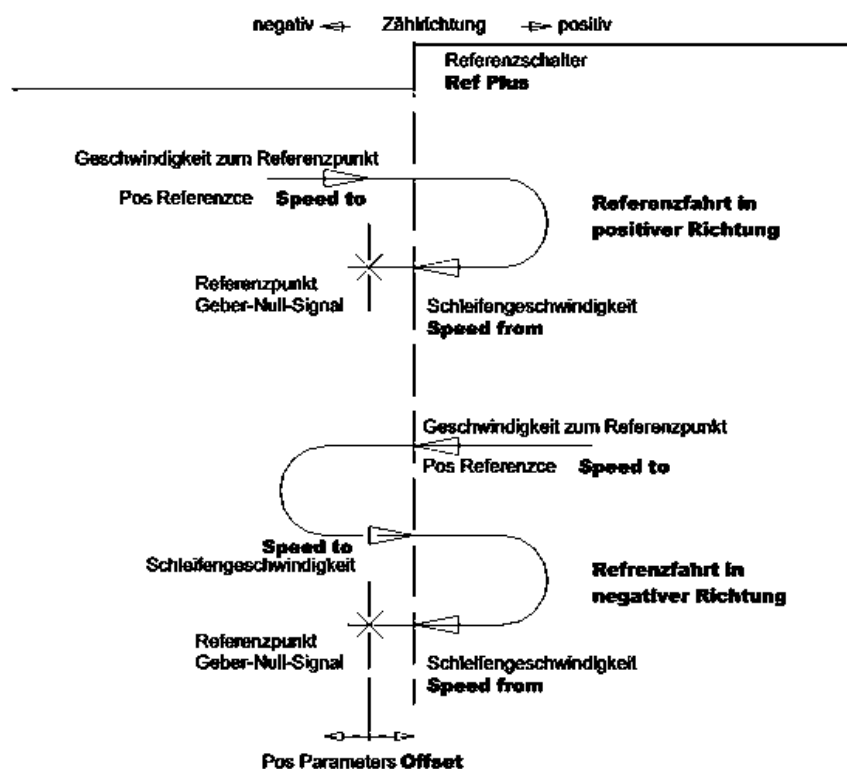 negativ Zählrichtung positiv
Referenzschalter
Ref Plus
Geschwindigkeit zum Referenzpunkt
Pos Referenzce Speed to
Referenzfahrt in
positiver Richtung
Referenzpunkt
Geber-Null-Signal
Schleifengeschwindigkeit
Speed from
Geschwindigkeit zum Referenzpunkt
Pos Referenzce Speed to
Speed to
Schleifengeschwindigkeit
Refrenzfahrt in
negativer Richtung
Referenzpunkt
Geber-Null-Signal
Schleifengeschwindigkeit
Speed from
Pos Parameters Offset